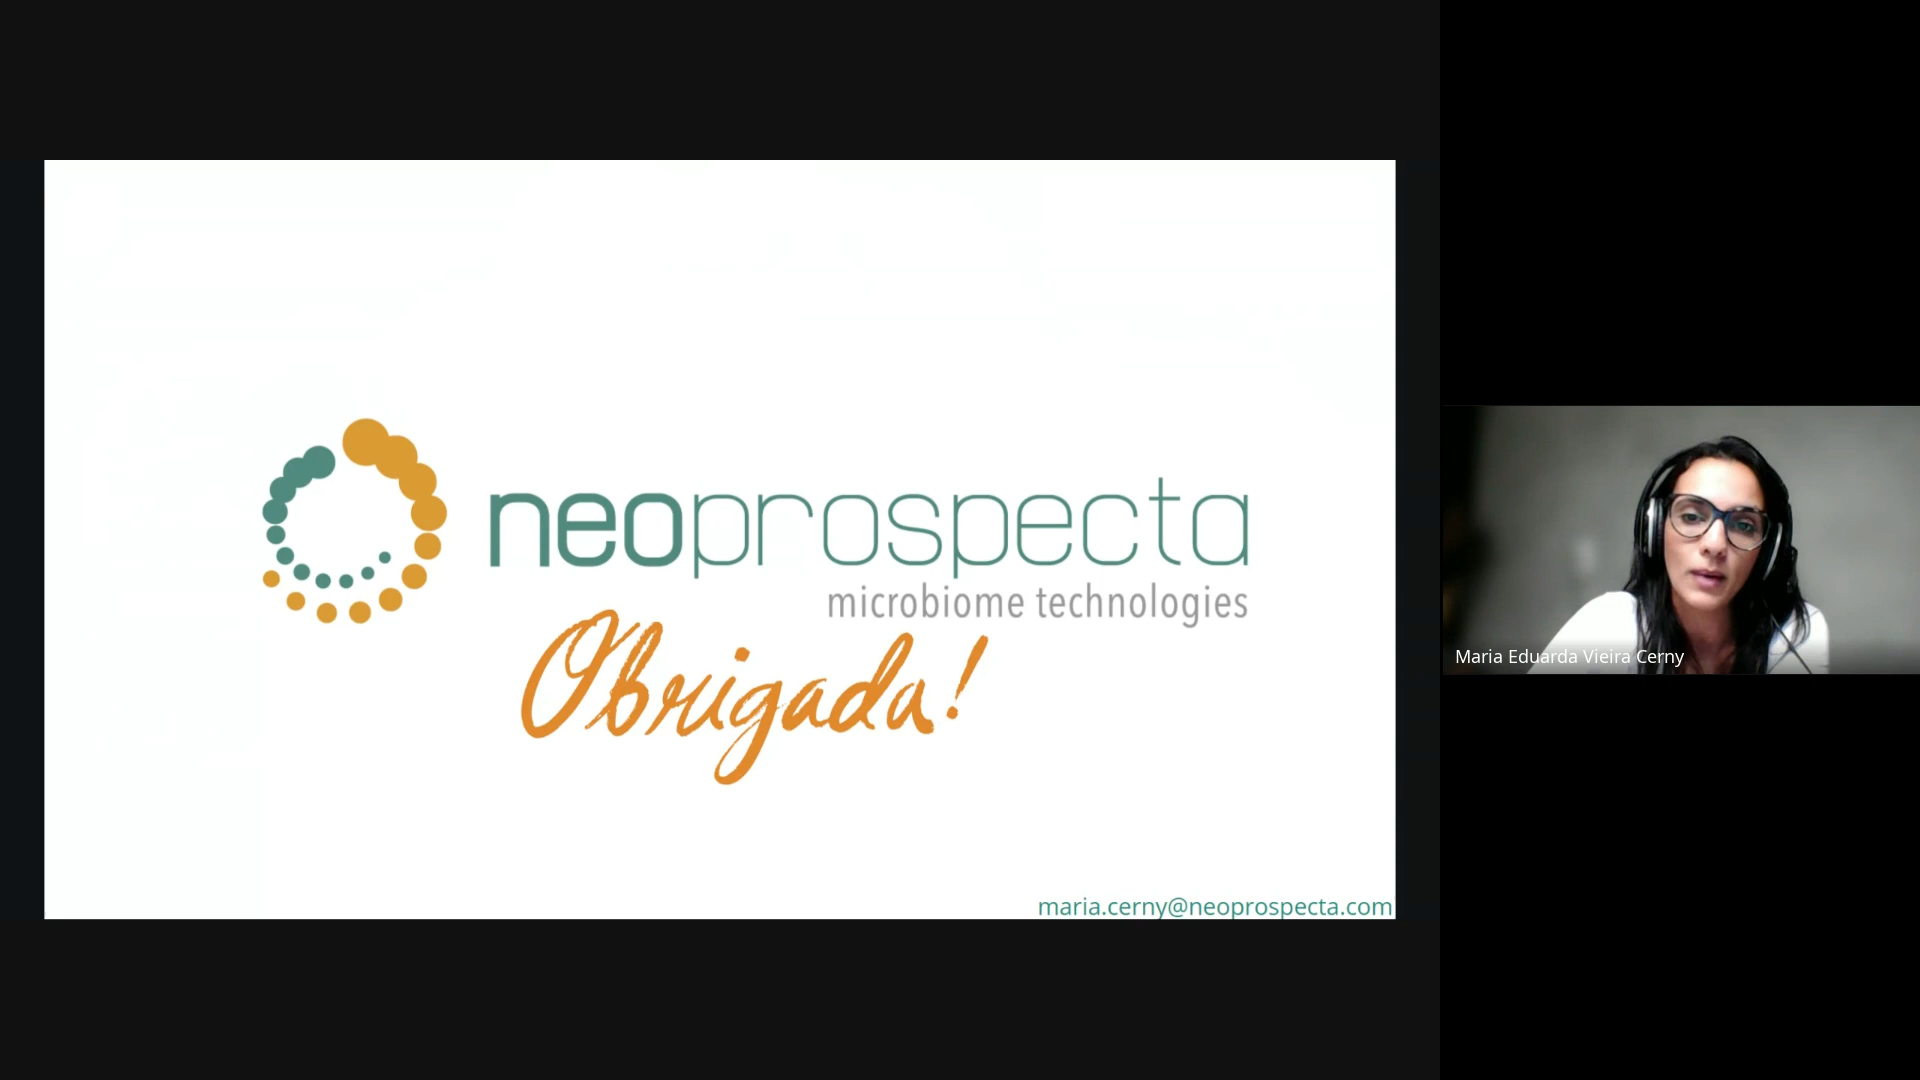 neoprospecta
microbiome technologies
Obrigada!
maria.cerny@neoprospecta.com
Maria Eduarda Vieira Cerny